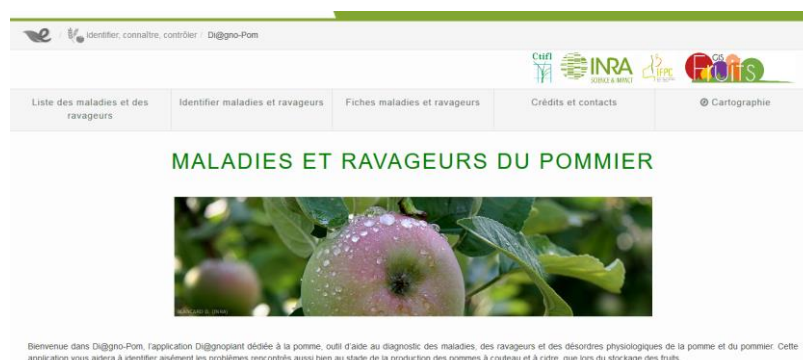 / identifier, connaître, contrôler / Di@gno-Pom
Ctifl INRA SCIENCE & IMPACT IFPC GIS FRUITS
Liste des maladies et des ravageurs
Identifier maladies et ravageurs
Fiches maladies et ravageurs
Crédits et contacts
Cartographie
MALADIES ET RAVAGEURS DU POMMIER
Bienvenue dans Di@gno-Pom, l'application Di@gnoplant dédiée à la pomme, outil d'aide au diagnostic des maladies, des ravageurs et des désordres physiologiques de la pomme et du pommier. Cette
application vous aidera à identifier aisément les problèmes rencontrés aussi bien au stade de la production des pommes à couteau et à cidre, que lors du stockage des fruits.